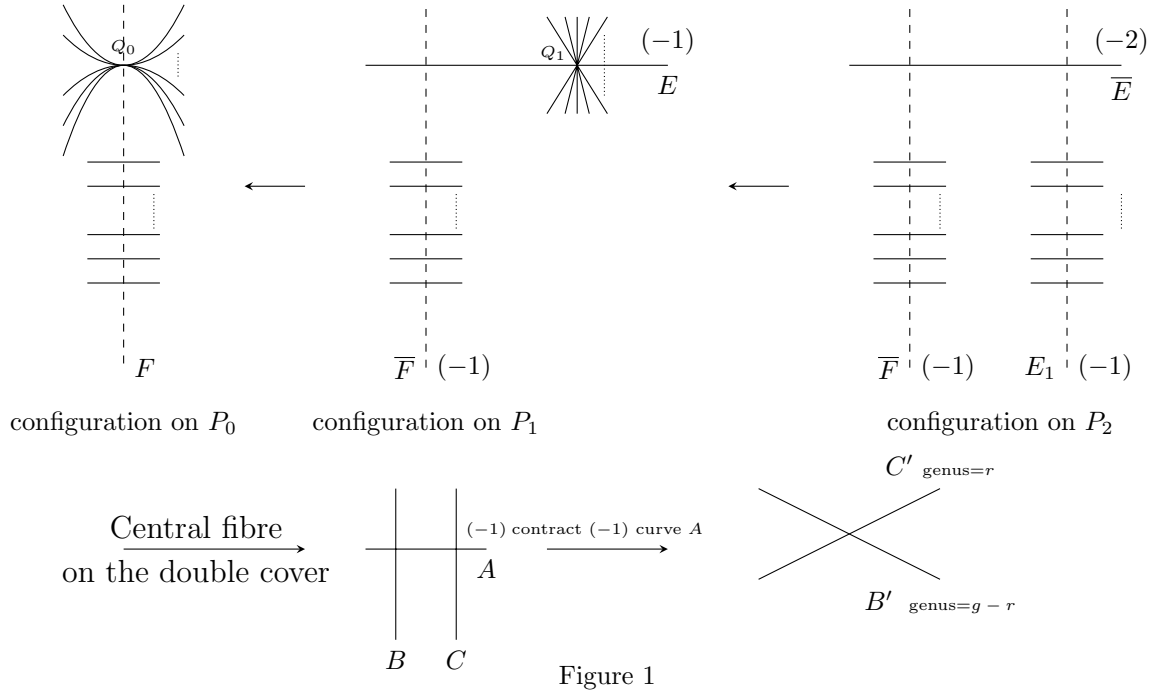 Q₀
F
configuration on P₀
Q₁
(−1)
E
F̅ (−1)
configuration on P₁
(−2)
E̅
F̅ (−1)
E₁ (−1)
configuration on P₂
Central fibre
on the double cover
A
B
C
(−1) contract (−1) curve A
C′ genus=r
B′ genus=g − r
Figure 1